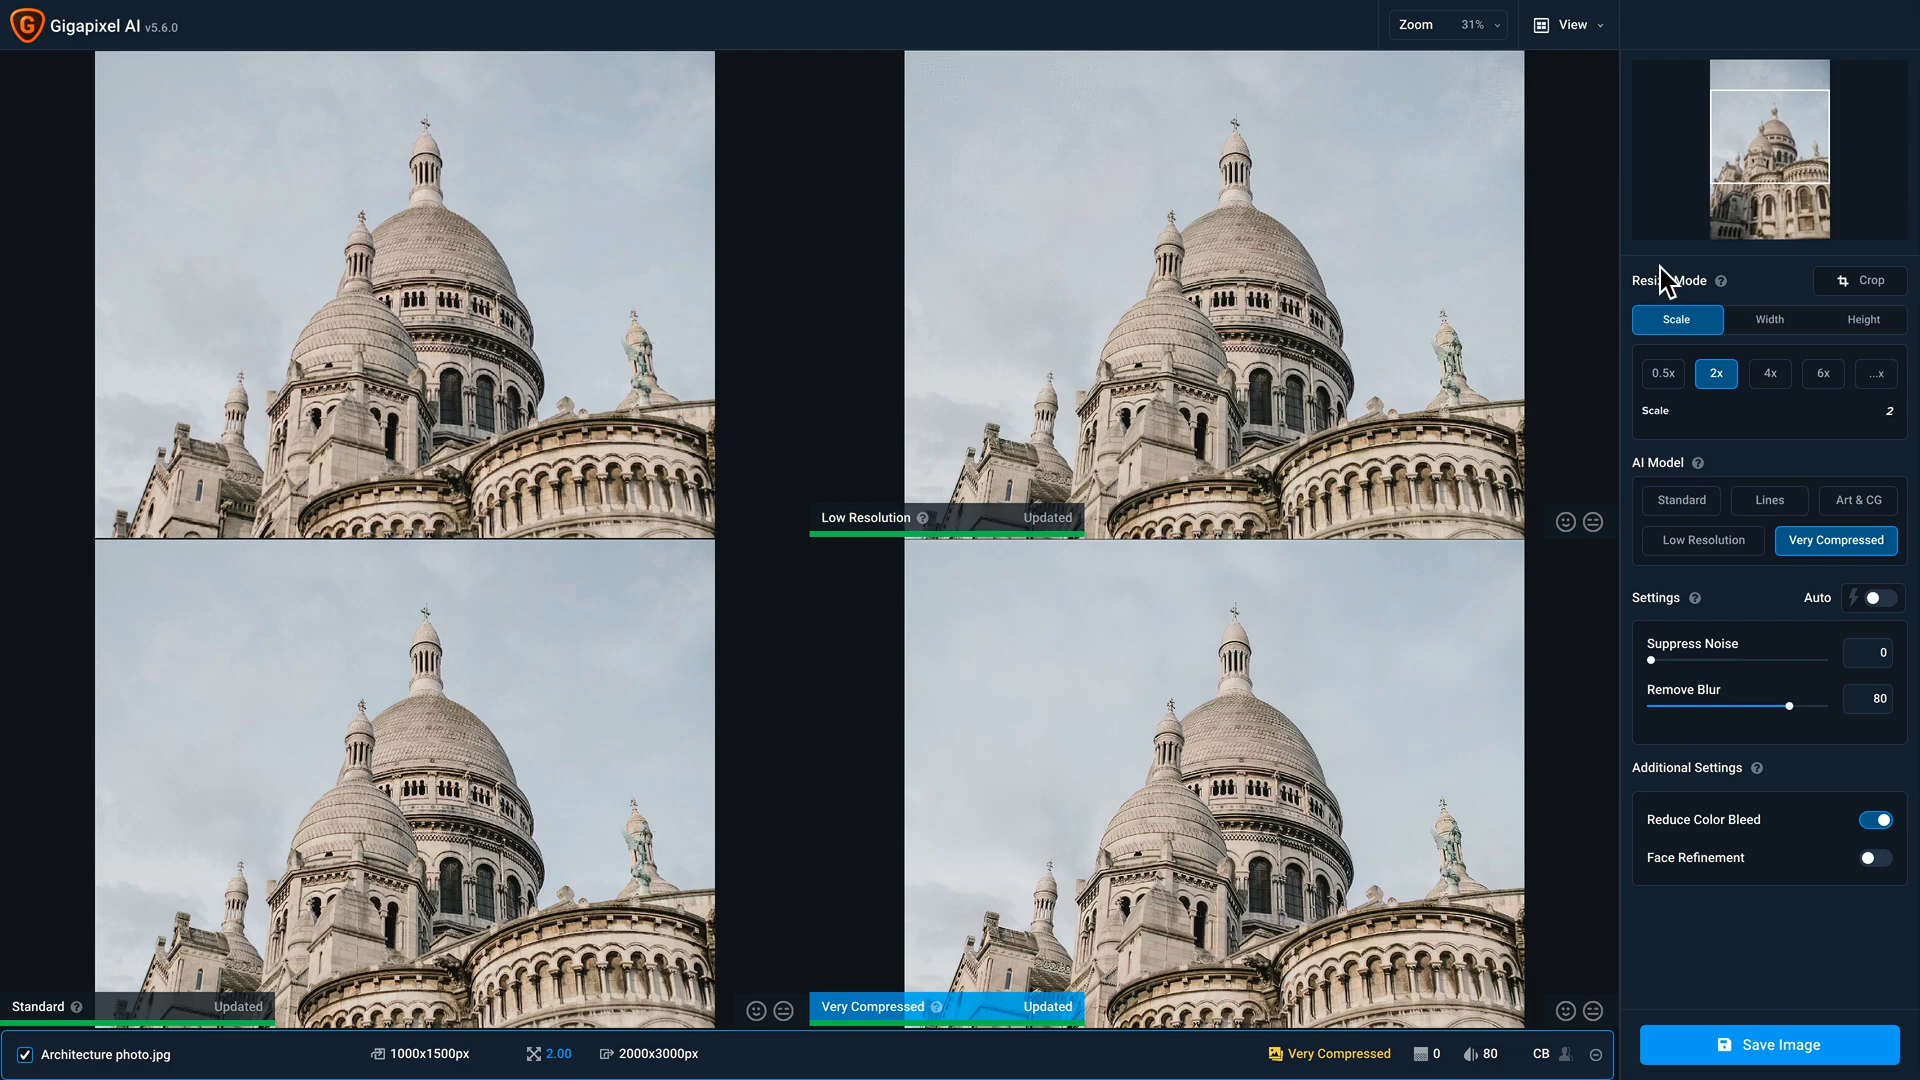 Gigapixel AI v5.6.0
Zoom 31%
View
Resi Mode
Crop
Scale Width Height
0.5x 2x 4x 6x ...x
Scale 2
AI Model
Standard Lines Art & CG
Low Resolution Very Compressed
Settings Auto
Suppress Noise 0
Remove Blur 80
Additional Settings
Reduce Color Bleed
Face Refinement
Low Resolution Updated
Standard Updated
Very Compressed Updated
Architecture photo.jpg 1000x1500px 2.00 2000x3000px Very Compressed 0 80 CB
Save Image